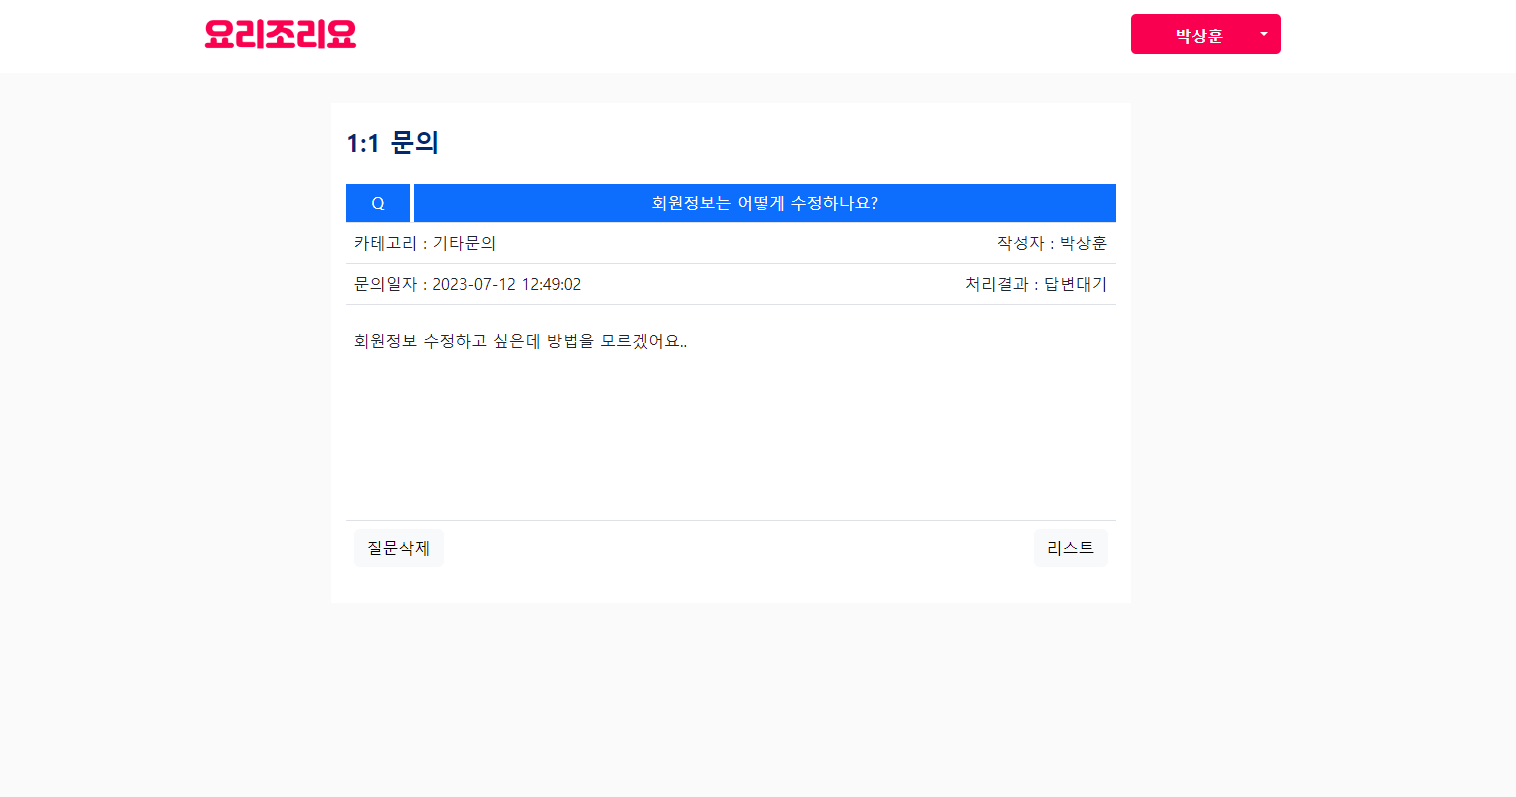 요리조리요
박상훈
1:1 문의
Q 회원정보는 어떻게 수정하나요?
카테고리 : 기타문의 작성자 : 박상훈
문의일자 : 2023-07-12 12:49:02 처리결과 : 답변대기
회원정보 수정하고 싶은데 방법을 모르겠어요..
질문삭제 리스트